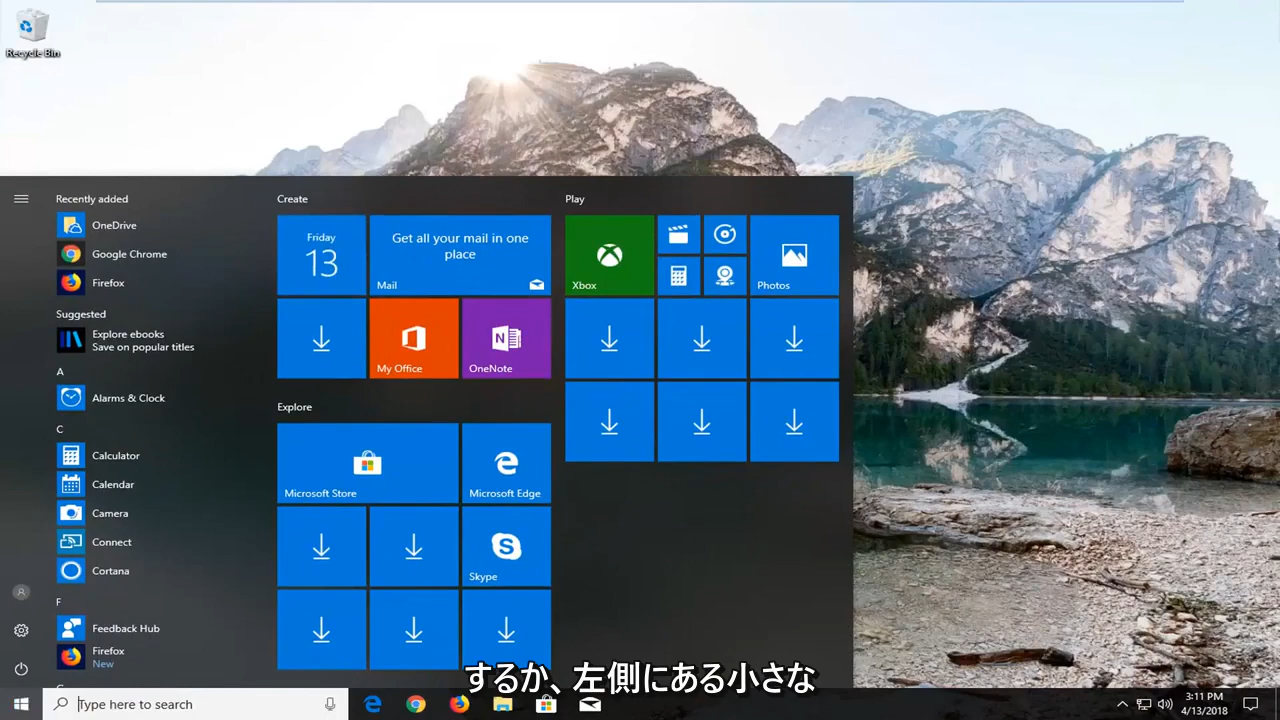 Recycle Bin
Recently added
OneDrive
Google Chrome
Firefox
Suggested
Explore ebooks
Save on popular titles
A
Alarms & Clock
C
Calculator
Calendar
Camera
Connect
Cortana
F
Feedback Hub
Firefox
New
Create
Friday
13
Get all your mail in one
place
Mail
My Office
OneNote
Explore
Microsoft Store
Microsoft Edge
Skype
Play
Xbox
Photos
するか、左側にある小さな
Type here to search
3:11 PM
4/13/2018